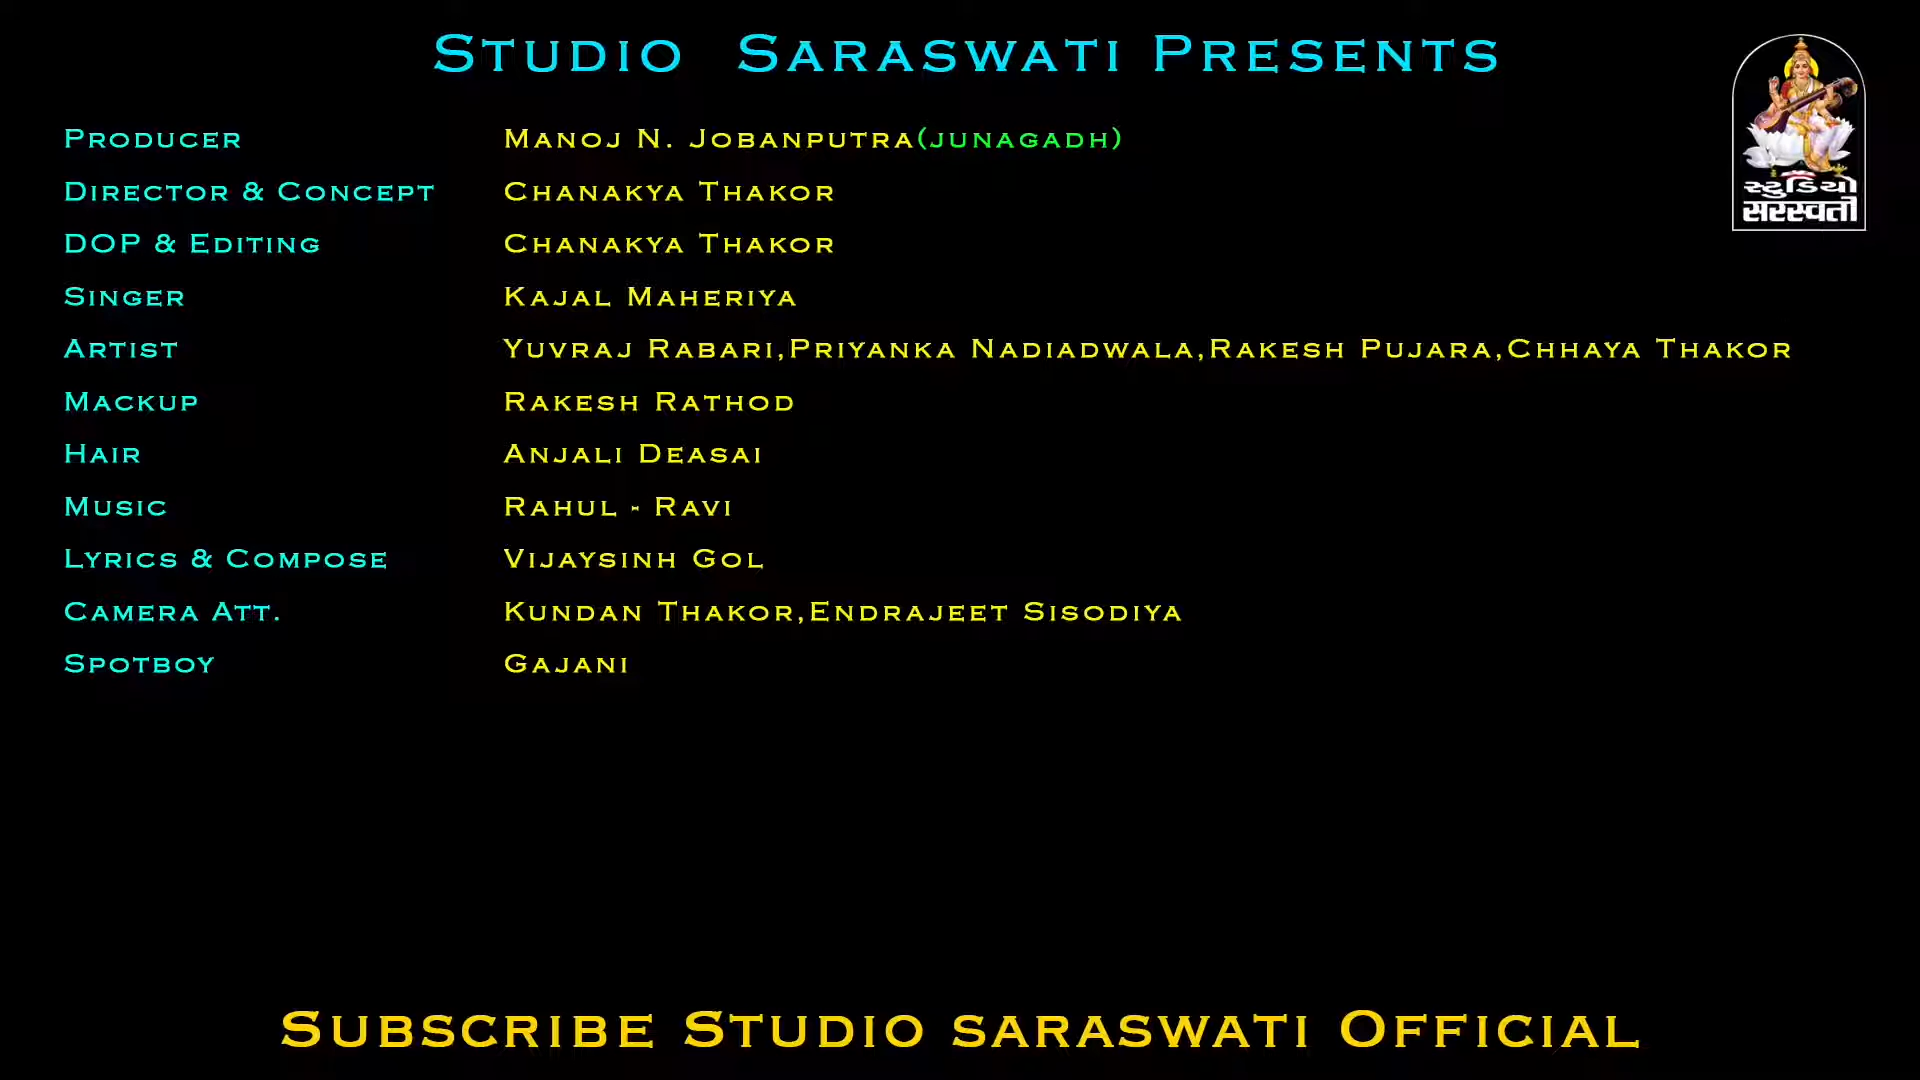 Studio Saraswati Presents
Producer Manoj N. Jobanputra(junagadh)
Director & Concept Chanakya Thakor
DOP & Editing Chanakya Thakor
Singer Kajal Maheriya
Artist Yuvraj Rabari,Priyanka Nadiadwala,Rakesh Pujara,Chhaya Thakor
Mackup Rakesh Rathod
Hair Anjali Deasai
Music Rahul - Ravi
Lyrics & Compose Vijaysinh Gol
Camera Att. Kundan Thakor,Endrajeet Sisodiya
Spotboy Gajani
સ્ટુડિયો
सरस्वती
Subscribe Studio saraswati Official